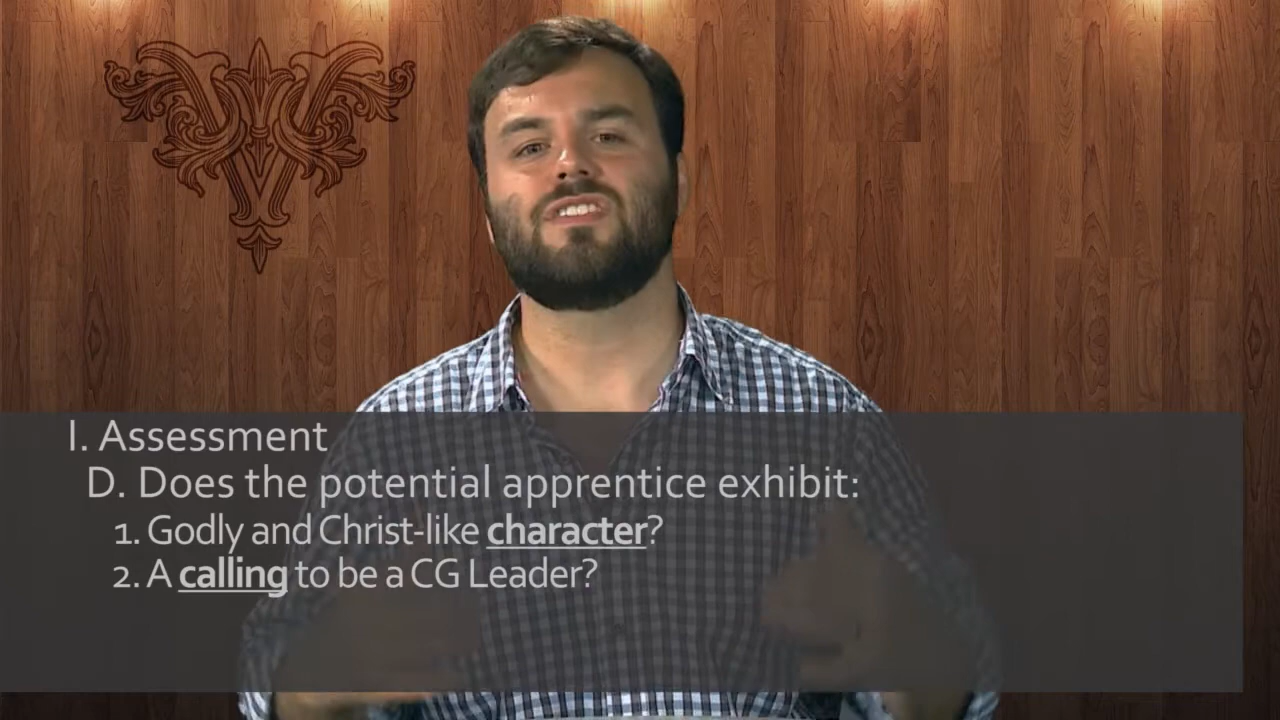 I. Assessment
D. Does the potential apprentice exhibit:
1. Godly and Christ-like character?
2. A calling to be a CG Leader?